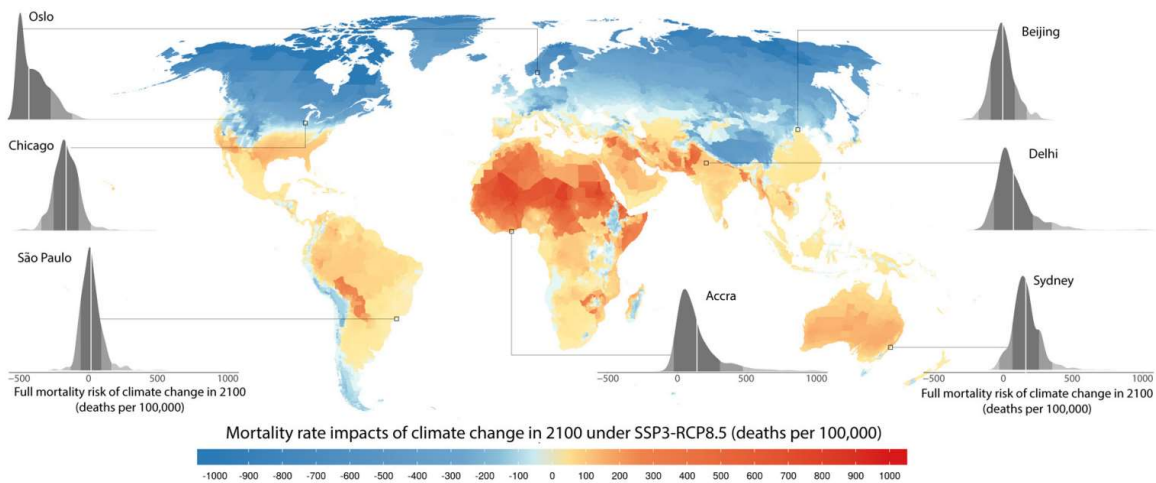 Oslo
Beijing
Chicago
Delhi
São Paulo
Accra
Sydney
−500 0 500 1000
Full mortality risk of climate change in 2100
(deaths per 100,000)
−500 0 500 1000
−500 0 500 1000
Full mortality risk of climate change in 2100
(deaths per 100,000)
Mortality rate impacts of climate change in 2100 under SSP3-RCP8.5 (deaths per 100,000)
-1000 -900 -800 -700 -600 -500 -400 -300 -200 -100 0 100 200 300 400 500 600 700 800 900 1000